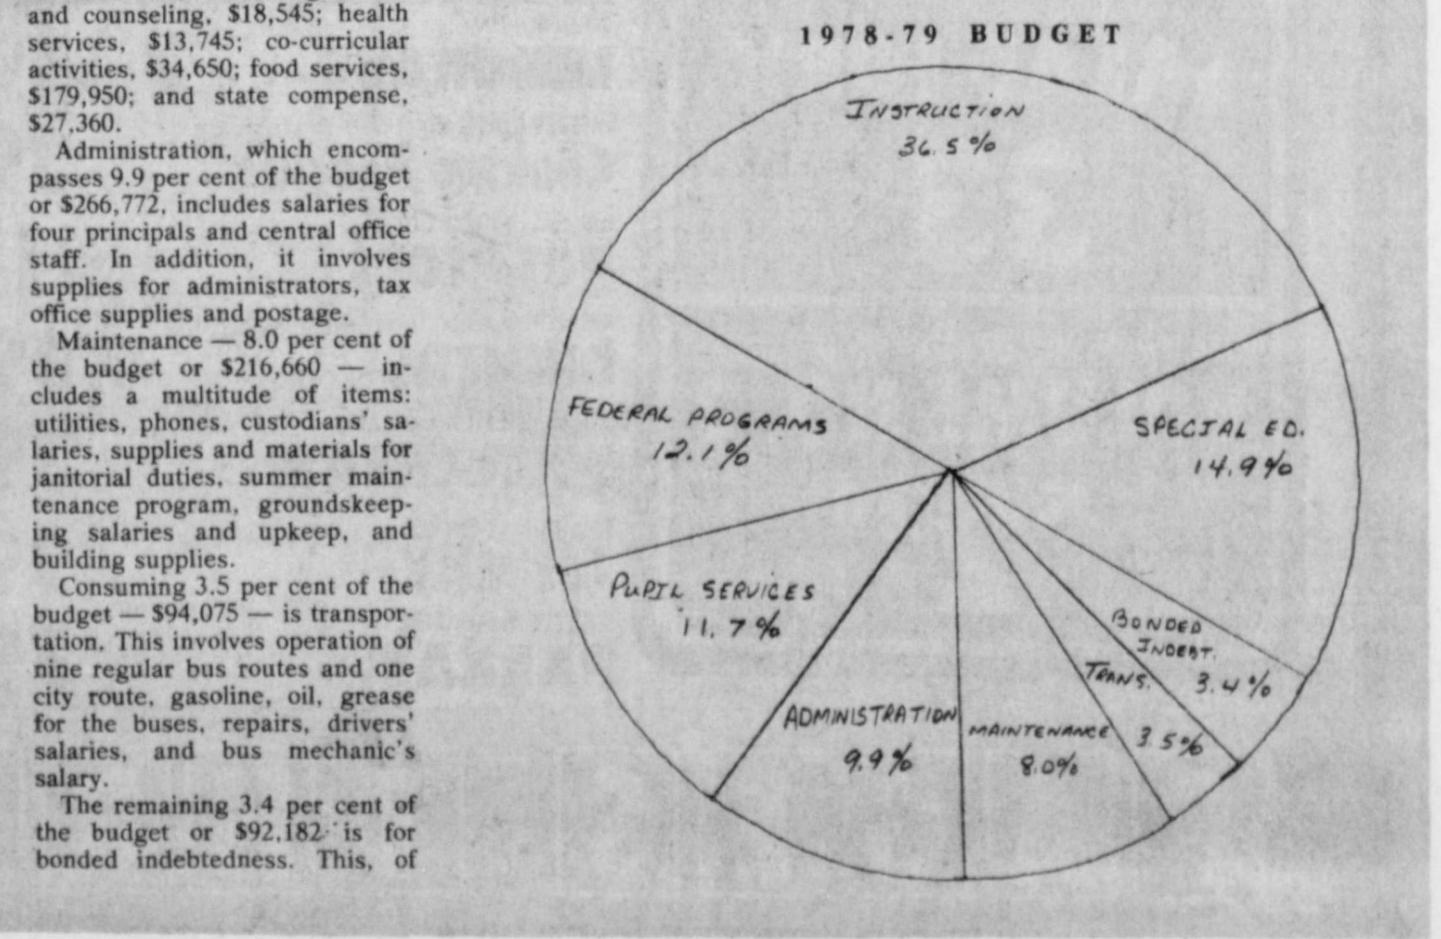 and counseling, $18,545; health
services, $13,745; co-curricular
activities, $34,650; food services,
$179,950; and state compense,
$27,360.
Administration, which encom-
passes 9.9 per cent of the budget
or $266,772, includes salaries for
four principals and central office
staff. In addition, it involves
supplies for administrators, tax
office supplies and postage.
Maintenance — 8.0 per cent of
the budget or $216,660 — in-
cludes a multitude of items:
utilities, phones, custodians' sa-
laries, supplies and materials for
janitorial duties, summer main-
tenance program, groundskeep-
ing salaries and upkeep, and
building supplies.
Consuming 3.5 per cent of the
budget — $94,075 — is transpor-
tation. This involves operation of
nine regular bus routes and one
city route, gasoline, oil, grease
for the buses, repairs, drivers'
salaries, and bus mechanic's
salary.
The remaining 3.4 per cent of
the budget or $92,182 is for
bonded indebtedness. This, of
1978-79 BUDGET
INSTRUCTION
36.5%
SPECIAL ED.
14.9%
FEDERAL PROGRAMS
12.1%
PUPIL SERVICES
11.7%
BONDED
INDEBT.
3.4%
TRANS.
3.5%
ADMINISTRATION
9.9%
MAINTENANCE
8.0%